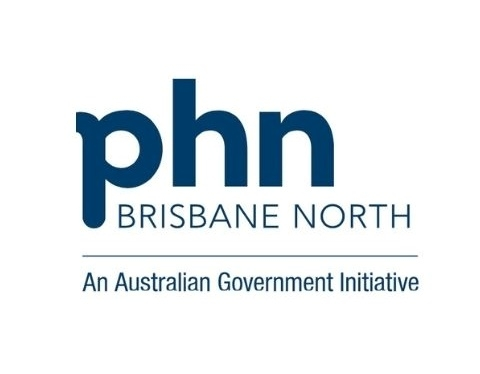 phn
BRISBANE NORTH
An Australian Government Initiative